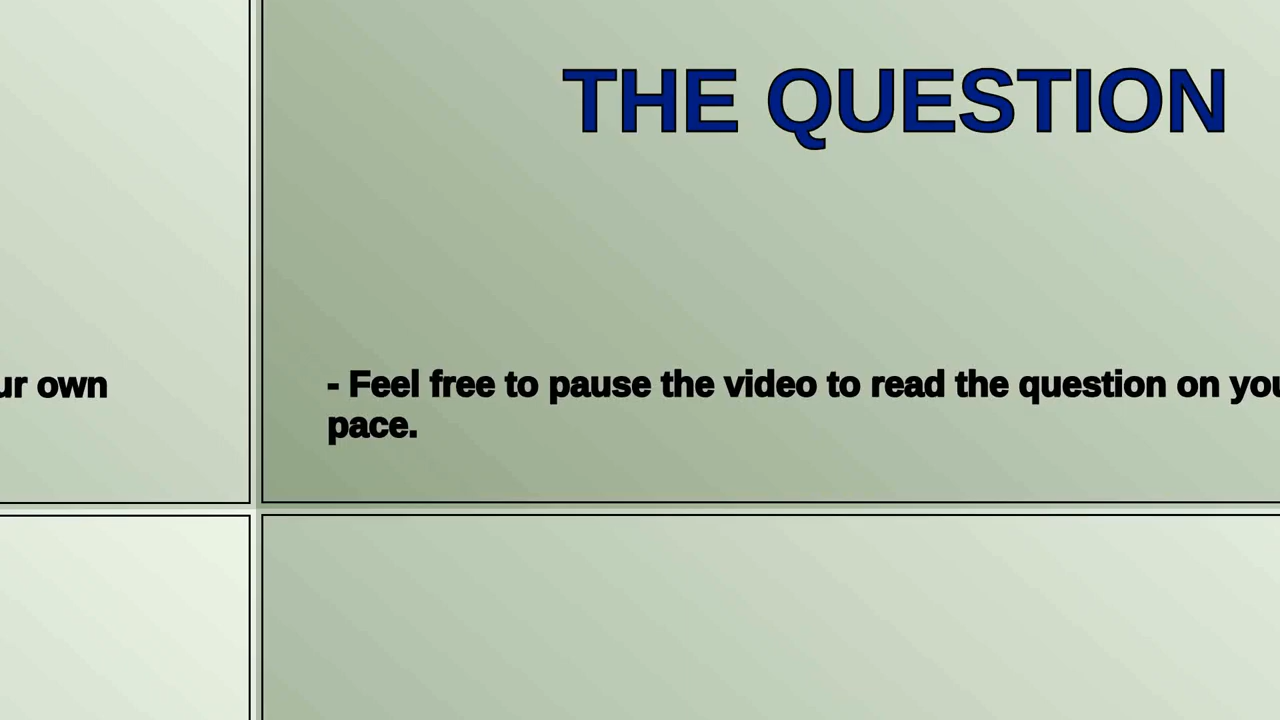 THE QUESTION
ur own
- Feel free to pause the video to read the question on you
pace.